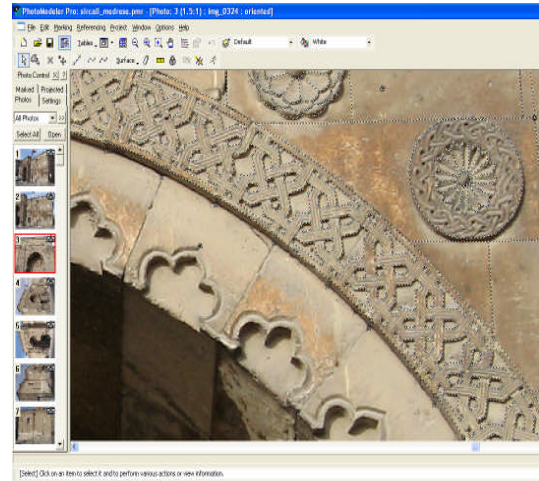 PhotoModeler Pro: sircali_medrese.pmr - [Photo: 3 (1.5:1) : img_0324 : oriented]
File Edit Marking Referencing Project Window Options Help
Tables Default White
Surface
Photo Control X ?
Marked Projected
Photos Settings
All Photos >>
Select All Open
1
2
3
4
5
6
7
[Select] Click on an item to select it and to perform various actions or view information.